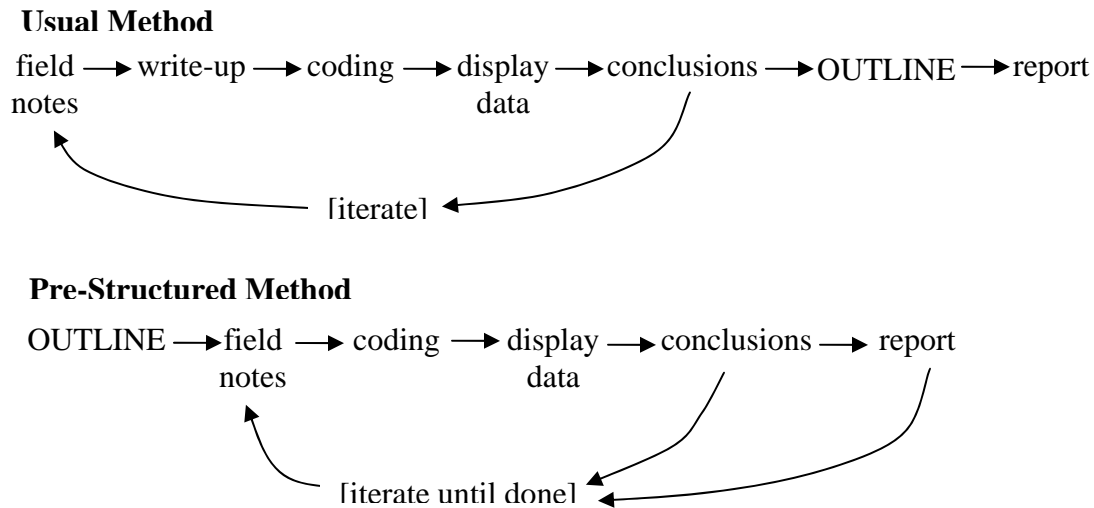 Usual Method
field write-up coding display conclusions OUTLINE report
notes data
[iterate]
Pre-Structured Method
OUTLINE field coding display conclusions report
notes data
[iterate until done]